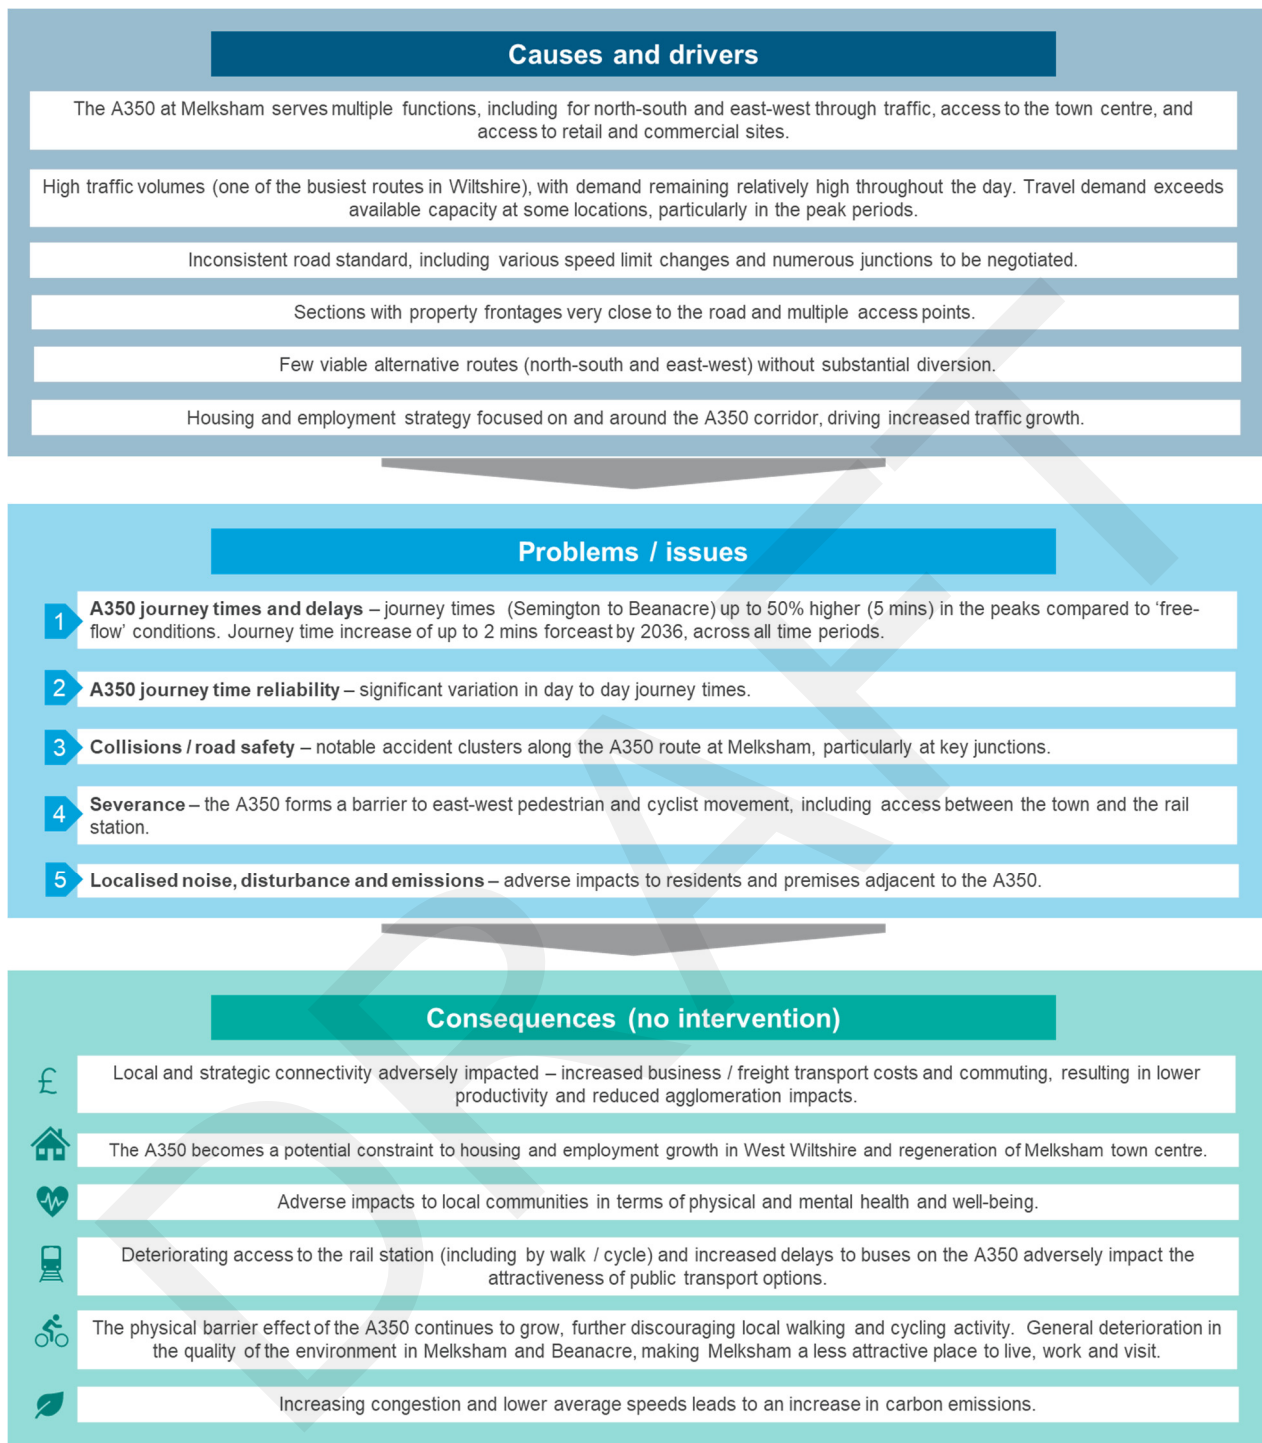 Causes and drivers
The A350 at Melksham serves multiple functions, including for north-south and east-west through traffic, access to the town centre, and
access to retail and commercial sites.
High traffic volumes (one of the busiest routes in Wiltshire), with demand remaining relatively high throughout the day. Travel demand exceeds
available capacity at some locations, particularly in the peak periods.
Inconsistent road standard, including various speed limit changes and numerous junctions to be negotiated.
Sections with property frontages very close to the road and multiple access points.
Few viable alternative routes (north-south and east-west) without substantial diversion.
Housing and employment strategy focused on and around the A350 corridor, driving increased traffic growth.
Problems / issues
1 A350 journey times and delays – journey times (Semington to Beanacre) up to 50% higher (5 mins) in the peaks compared to ‘free-
flow’ conditions. Journey time increase of up to 2 mins forceast by 2036, across all time periods.
2 A350 journey time reliability – significant variation in day to day journey times.
3 Collisions / road safety – notable accident clusters along the A350 route at Melksham, particularly at key junctions.
4 Severance – the A350 forms a barrier to east-west pedestrian and cyclist movement, including access between the town and the rail
station.
5 Localised noise, disturbance and emissions – adverse impacts to residents and premises adjacent to the A350.
Consequences (no intervention)
£ Local and strategic connectivity adversely impacted – increased business / freight transport costs and commuting, resulting in lower
productivity and reduced agglomeration impacts.
The A350 becomes a potential constraint to housing and employment growth in West Wiltshire and regeneration of Melksham town centre.
Adverse impacts to local communities in terms of physical and mental health and well-being.
Deteriorating access to the rail station (including by walk / cycle) and increased delays to buses on the A350 adversely impact the
attractiveness of public transport options.
The physical barrier effect of the A350 continues to grow, further discouraging local walking and cycling activity. General deterioration in
the quality of the environment in Melksham and Beanacre, making Melksham a less attractive place to live, work and visit.
Increasing congestion and lower average speeds leads to an increase in carbon emissions.
DRAFT